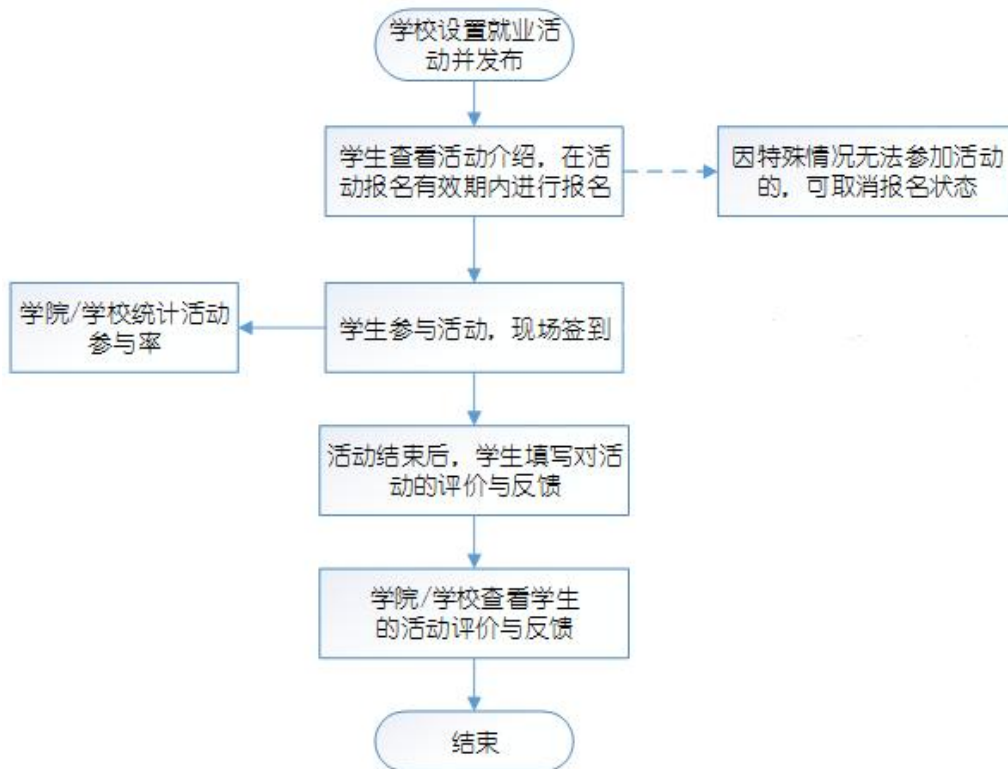 学校设置就业活
动并发布
学生查看活动介绍，在活
动报名有效期内进行报名
因特殊情况无法参加活动
的，可取消报名状态
学院/学校统计活动
参与率
学生参与活动，现场签到
活动结束后，学生填写对活
动的评价与反馈
学院/学校查看学生
的活动评价与反馈
结束